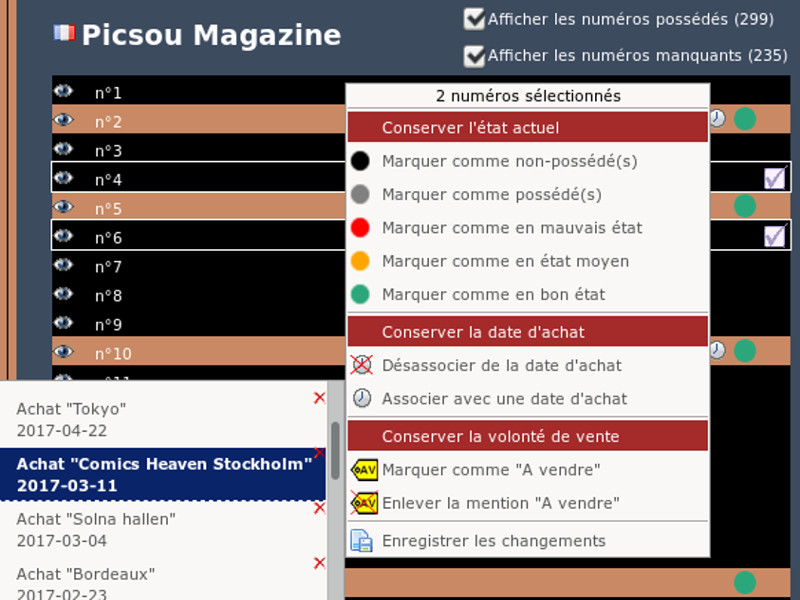 Picsou Magazine
Afficher les numéros possédés (299)
Afficher les numéros manquants (235)
n°1
n°2
n°3
n°4
n°5
n°6
n°7
n°8
n°9
n°10
2 numéros sélectionnés
Conserver l'état actuel
Marquer comme non-possédé(s)
Marquer comme possédé(s)
Marquer comme en mauvais état
Marquer comme en état moyen
Marquer comme en bon état
Conserver la date d'achat
Désassocier de la date d'achat
Associer avec une date d'achat
Conserver la volonté de vente
AV Marquer comme "A vendre"
AV Enlever la mention "A vendre"
Enregistrer les changements
Achat "Tokyo"
2017-04-22
Achat "Comics Heaven Stockholm"
2017-03-11
Achat "Solna hallen"
2017-03-04
Achat "Bordeaux"
2017-02-23